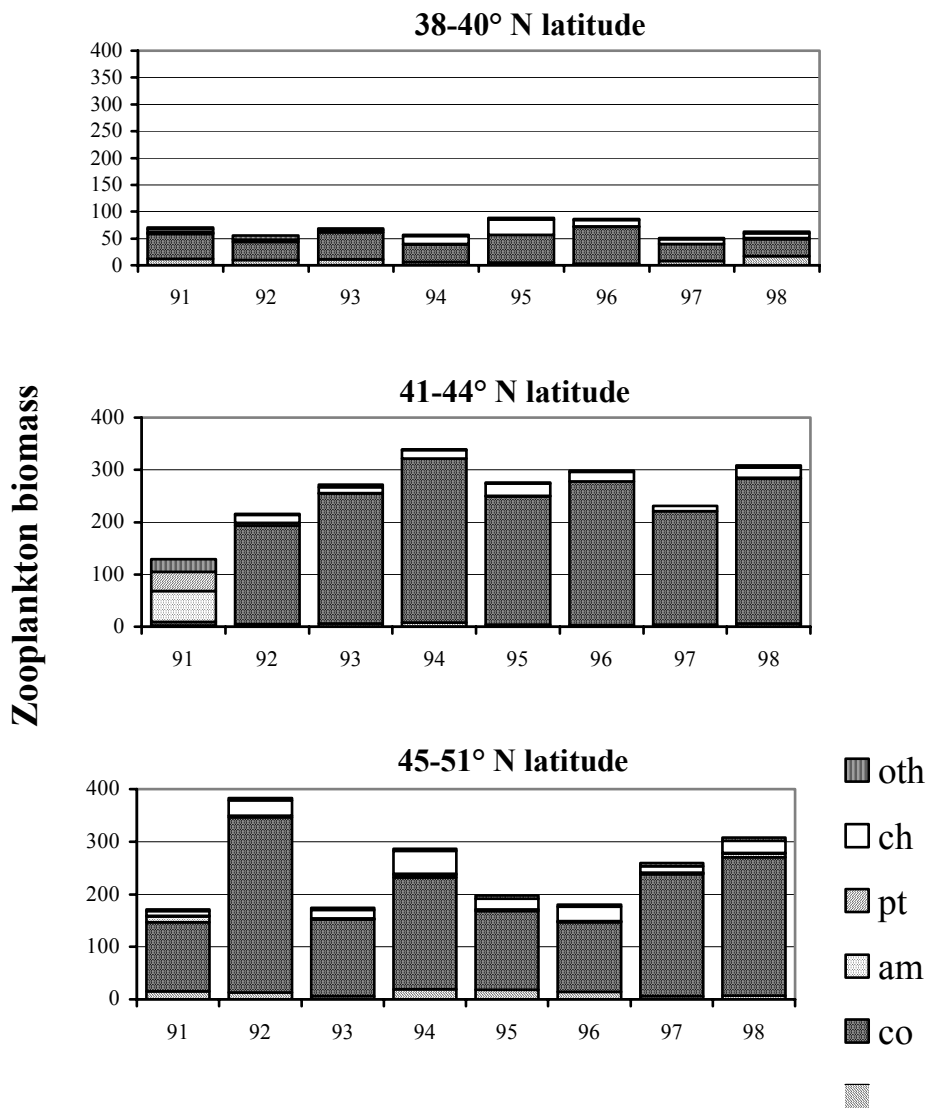 38-40° N latitude
400
350
300
250
200
150
100
50
0
91 92 93 94 95 96 97 98
Zooplankton biomass
41-44° N latitude
400
300
200
100
0
91 92 93 94 95 96 97 98
45-51° N latitude
400
300
200
100
0
91 92 93 94 95 96 97 98
oth
ch
pt
am
co